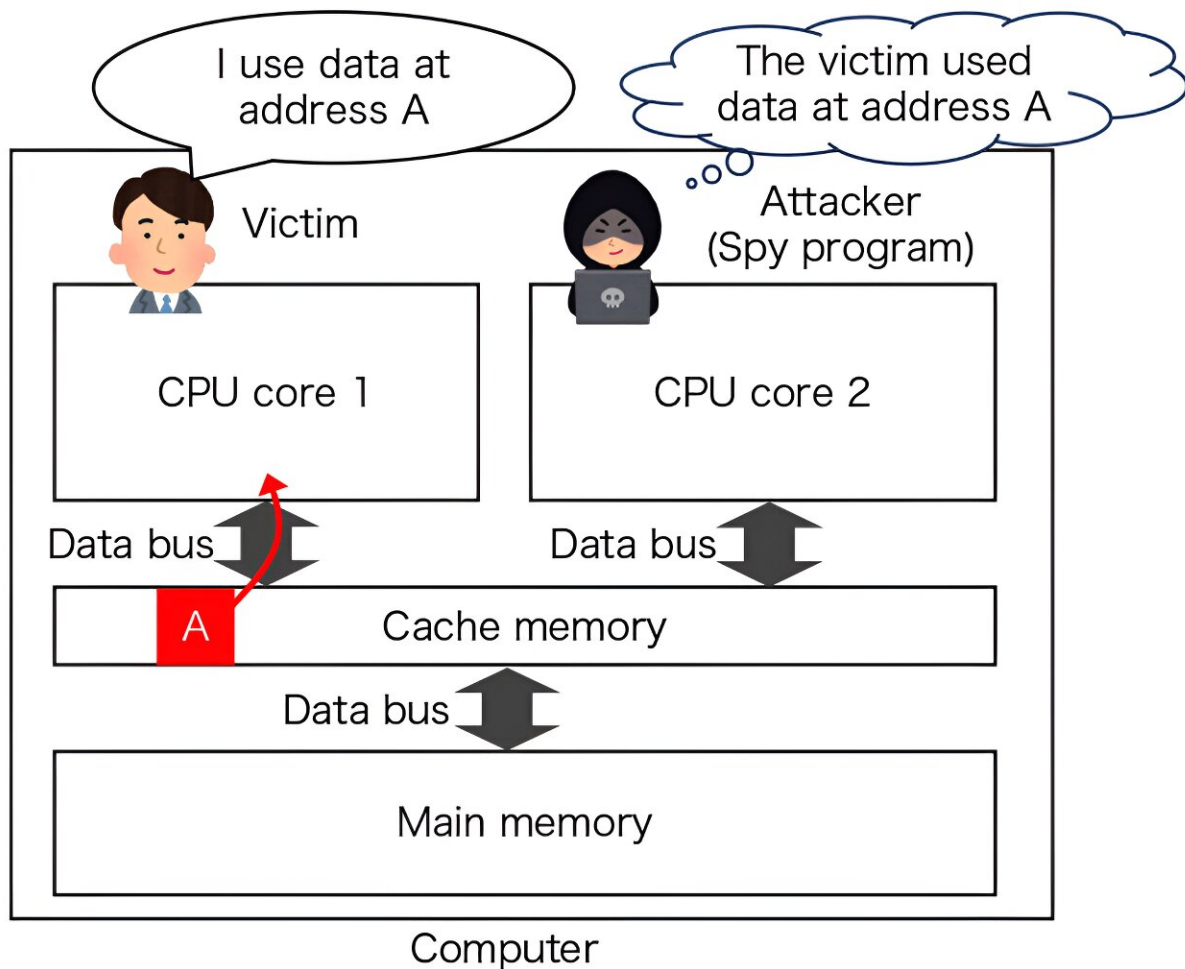 I use data at
address A
The victim used
data at address A
Victim
Attacker
(Spy program)
CPU core 1
CPU core 2
Data bus
Data bus
A
Cache memory
Data bus
Main memory
Computer